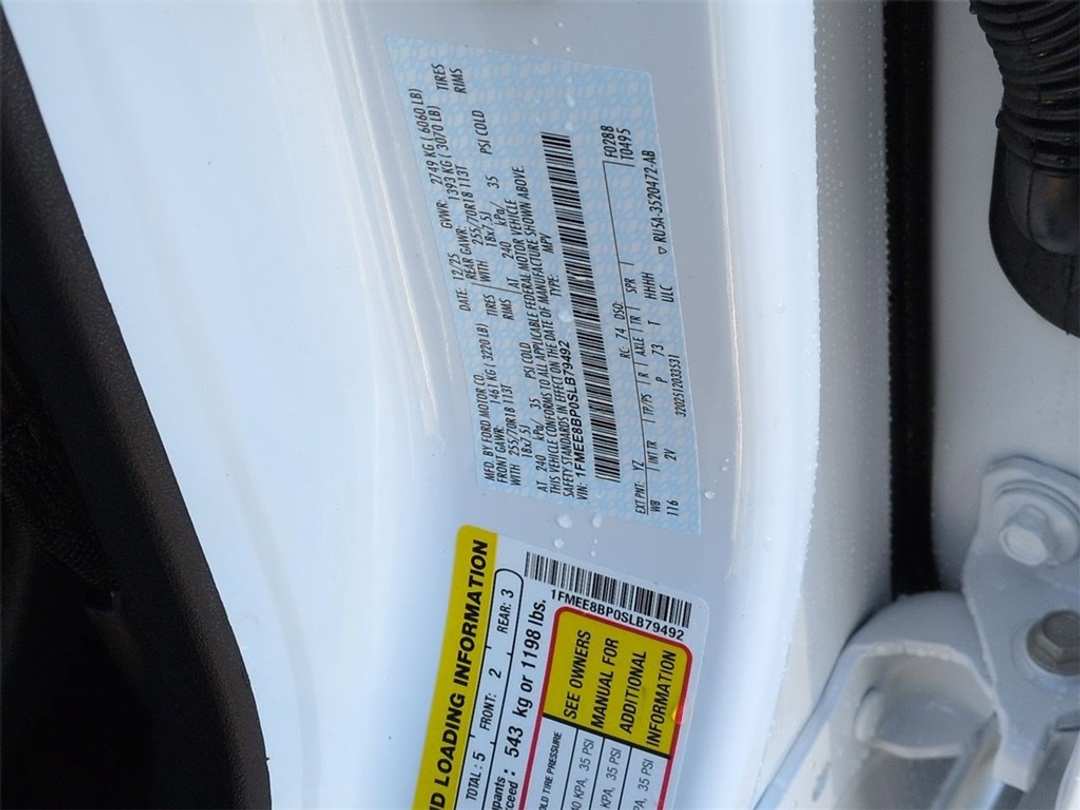 MFD. BY FORD MOTOR CO.
DATE: 12/25 GVWR: 2749 KG ( 6060 LB)
FRONT GAWR: 1461 KG ( 3220 LB) REAR GAWR: 1393 KG ( 3070 LB)
WITH 255/70R18 113T TIRES WITH 255/70R18 113T TIRES
18x7.5J RIMS 18x7.5J RIMS
AT 240 kPa/ 35 PSI COLD AT 240 kPa/ 35 PSI COLD
THIS VEHICLE CONFORMS TO ALL APPLICABLE FEDERAL MOTOR VEHICLE
SAFETY STANDARDS IN EFFECT ON THE DATE OF MANUFACTURE SHOWN ABOVE.
VIN: 1FMEE8BP0SLB79492 TYPE: MPV
F0288
T0495
EXT PNT: YZ RC: 74 DSO:
WB INT TR TP/PS R AXLE TR SPR
116 2V P 73 T HHHH
3202512033531 ULC
RU5A-3520472-AB
LOADING INFORMATION
TOTAL: 5 FRONT: 2 REAR: 3
543 kg or 1198 lbs.
1FMEE8BP0SLB79492
TIRE PRESSURE
KPA, 35 PSI
KPA, 35 PSI
35 PSI
SEE OWNERS
MANUAL FOR
ADDITIONAL
INFORMATION